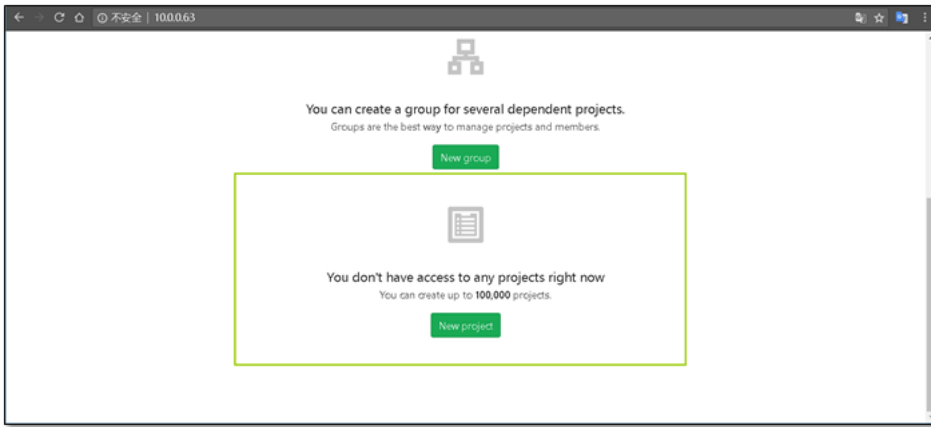 不安全 | 10.0.0.63
You can create a group for several dependent projects.
Groups are the best way to manage projects and members.
New group
You don't have access to any projects right now
You can create up to 100,000 projects.
New project